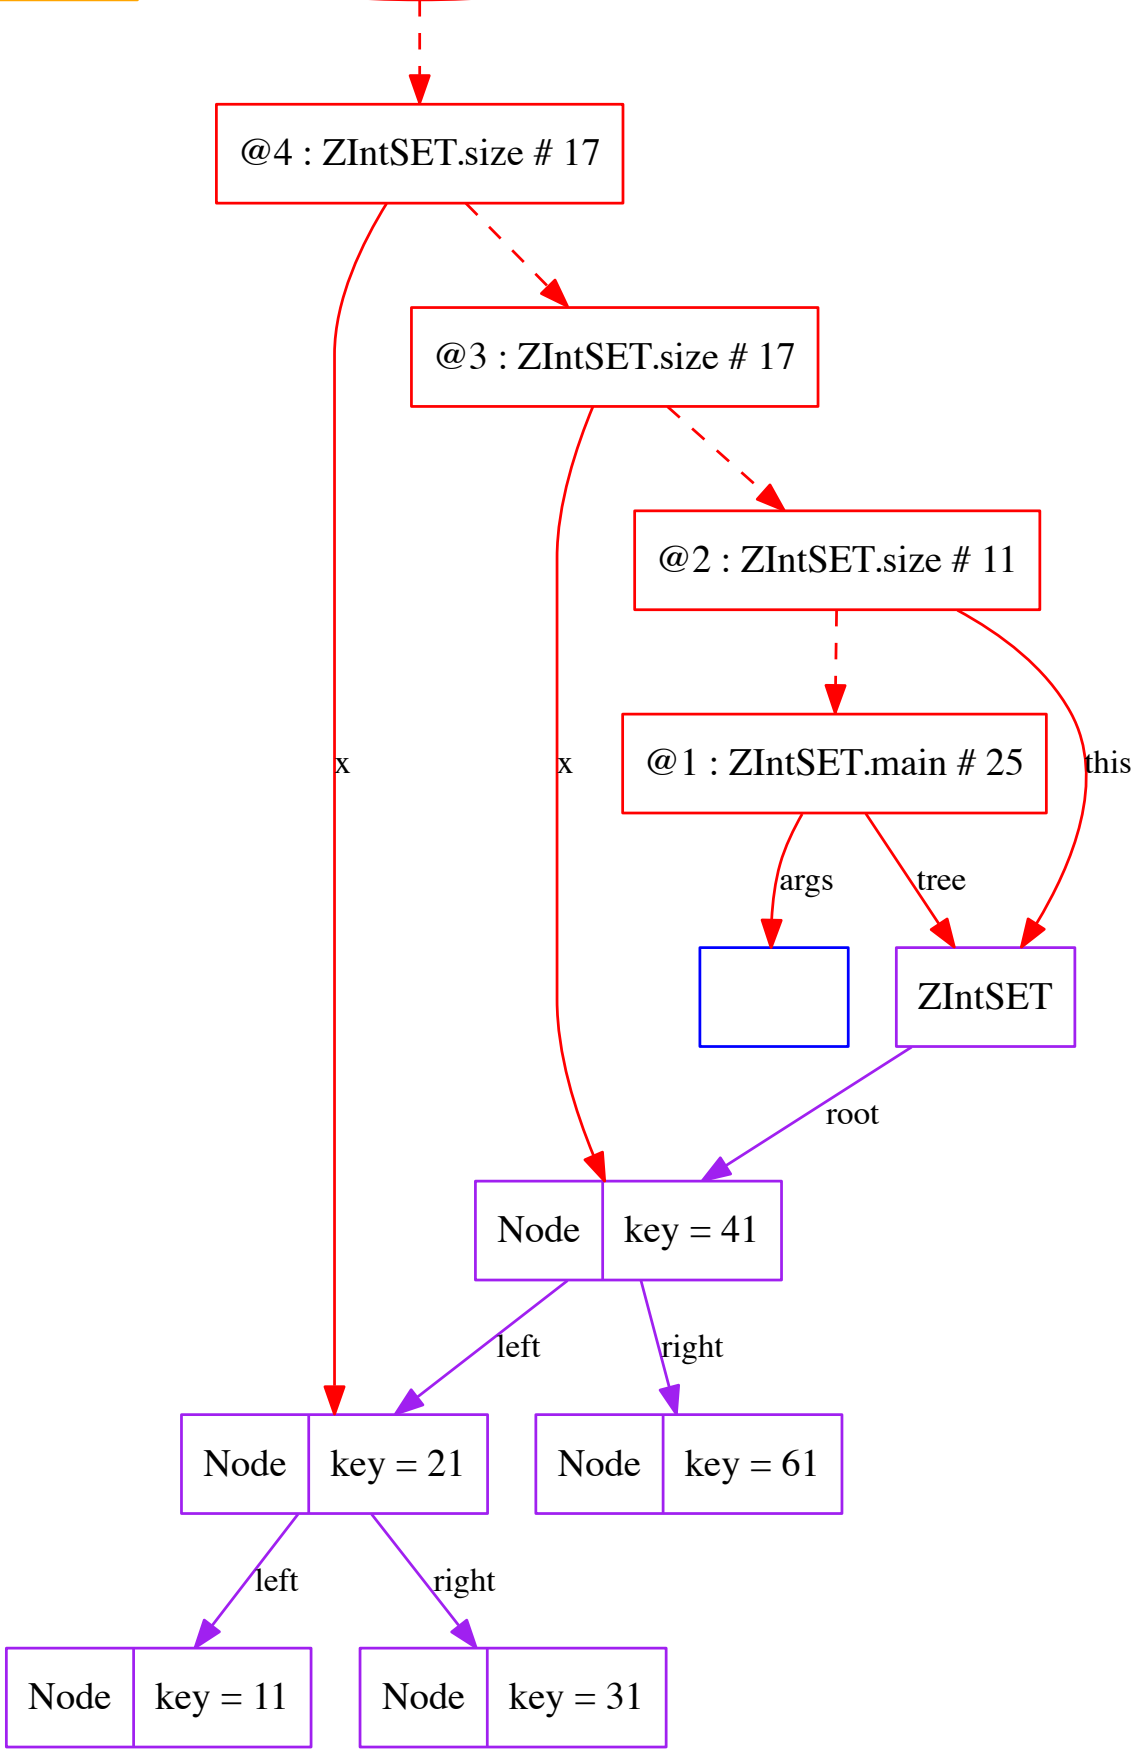 @4 : ZIntSET.size # 17
@3 : ZIntSET.size # 17
@2 : ZIntSET.size # 11
x
x
@1 : ZIntSET.main # 25
this
args
tree
ZIntSET
root
Node
key = 41
left
right
Node
key = 21
Node
key = 61
left
right
Node
key = 11
Node
key = 31